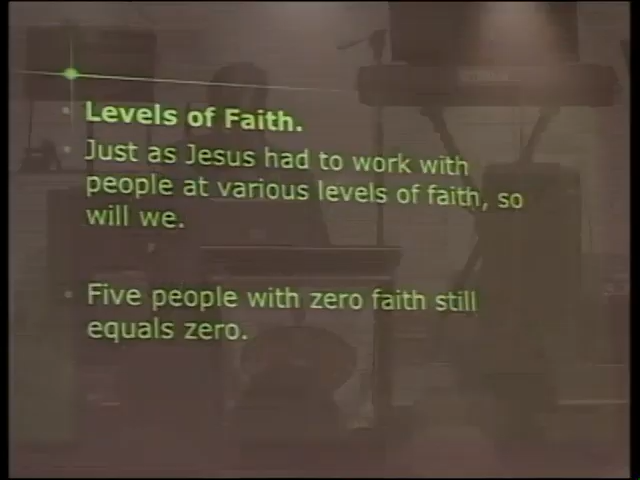 Levels of Faith.
Just as Jesus had to work with
people at various levels of faith, so
will we.
Five people with zero faith still
equals zero.